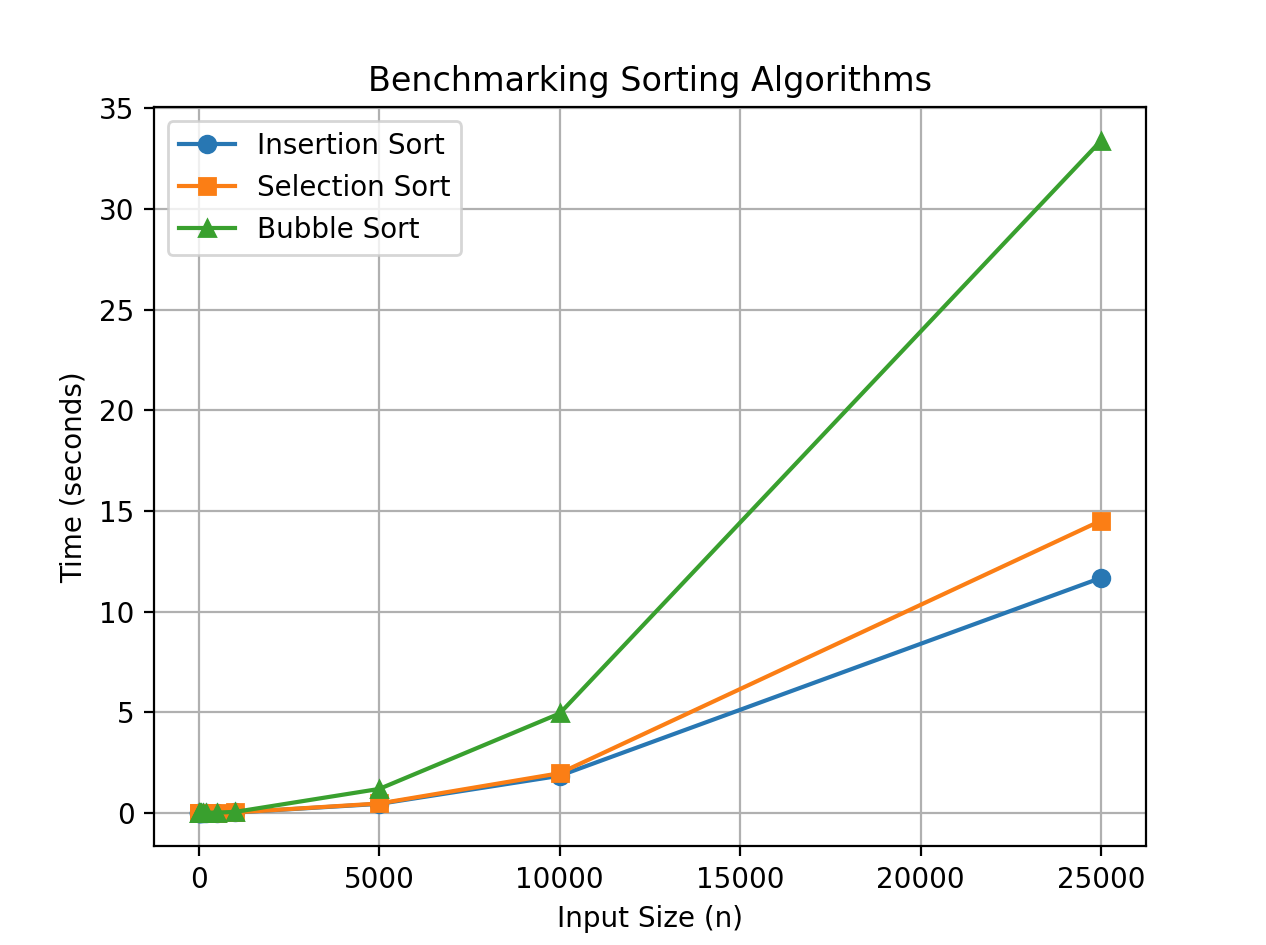 Benchmarking Sorting Algorithms
Insertion Sort
Selection Sort
Bubble Sort
35
30
25
20
15
10
5
0
Time (seconds)
0 5000 10000 15000 20000 25000
Input Size (n)